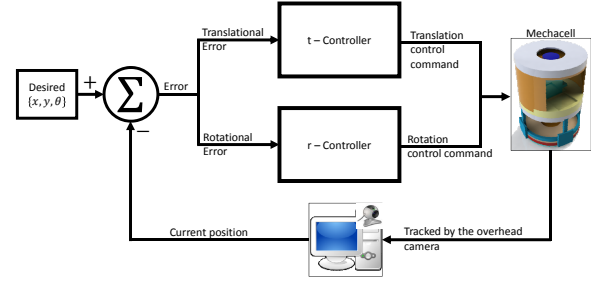 Translational
Error
t – Controller
Translation
control
command
Mechacell
Desired
{x, y, θ}
+
Σ
Error
−
Rotational
Error
r – Controller
Rotation
control command
Current position
Tracked by the overhead
camera